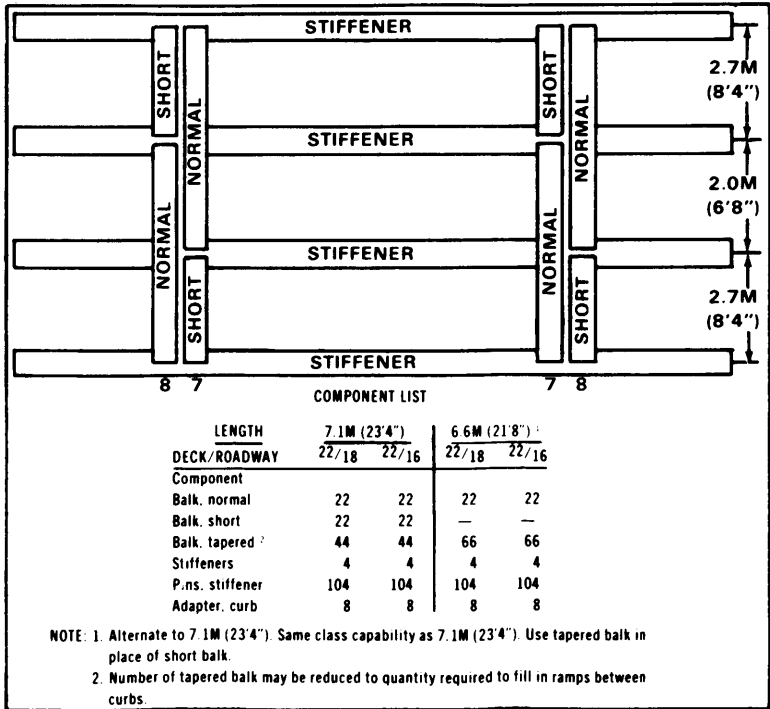 STIFFENER
SHORT
NORMAL
SHORT
NORMAL
2.7M
(8'4")
STIFFENER
NORMAL
NORMAL
2.0M
(6'8")
STIFFENER
SHORT
SHORT
2.7M
(8'4")
STIFFENER
8 7 7 8
COMPONENT LIST
LENGTH 7.1M (23'4") 6.6M (21'8")
DECK/ROADWAY 22/18 22/16 22/18 22/16
Component
Balk, normal 22 22 22 22
Balk, short 22 22 — —
Balk, tapered 2 44 44 66 66
Stiffeners 4 4 4 4
Pins, stiffener 104 104 104 104
Adapter, curb 8 8 8 8
NOTE: 1. Alternate to 7.1M (23'4"). Same class capability as 7.1M (23'4"). Use tapered balk in
place of short balk.
2. Number of tapered balk may be reduced to quantity required to fill in ramps between
curbs.